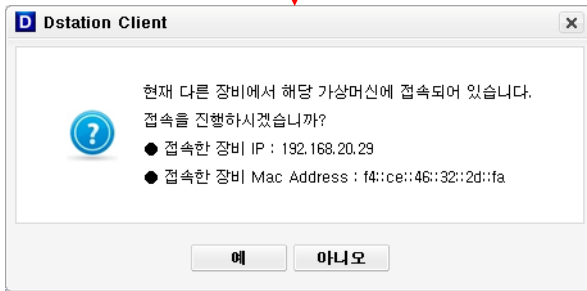 D Dstation Client
현재 다른 장비에서 해당 가상머신에 접속되어 있습니다.
접속을 진행하시겠습니까?
● 접속한 장비 IP : 192.168.20.29
● 접속한 장비 Mac Address : f4::ce::46::32::2d::fa
예 아니오